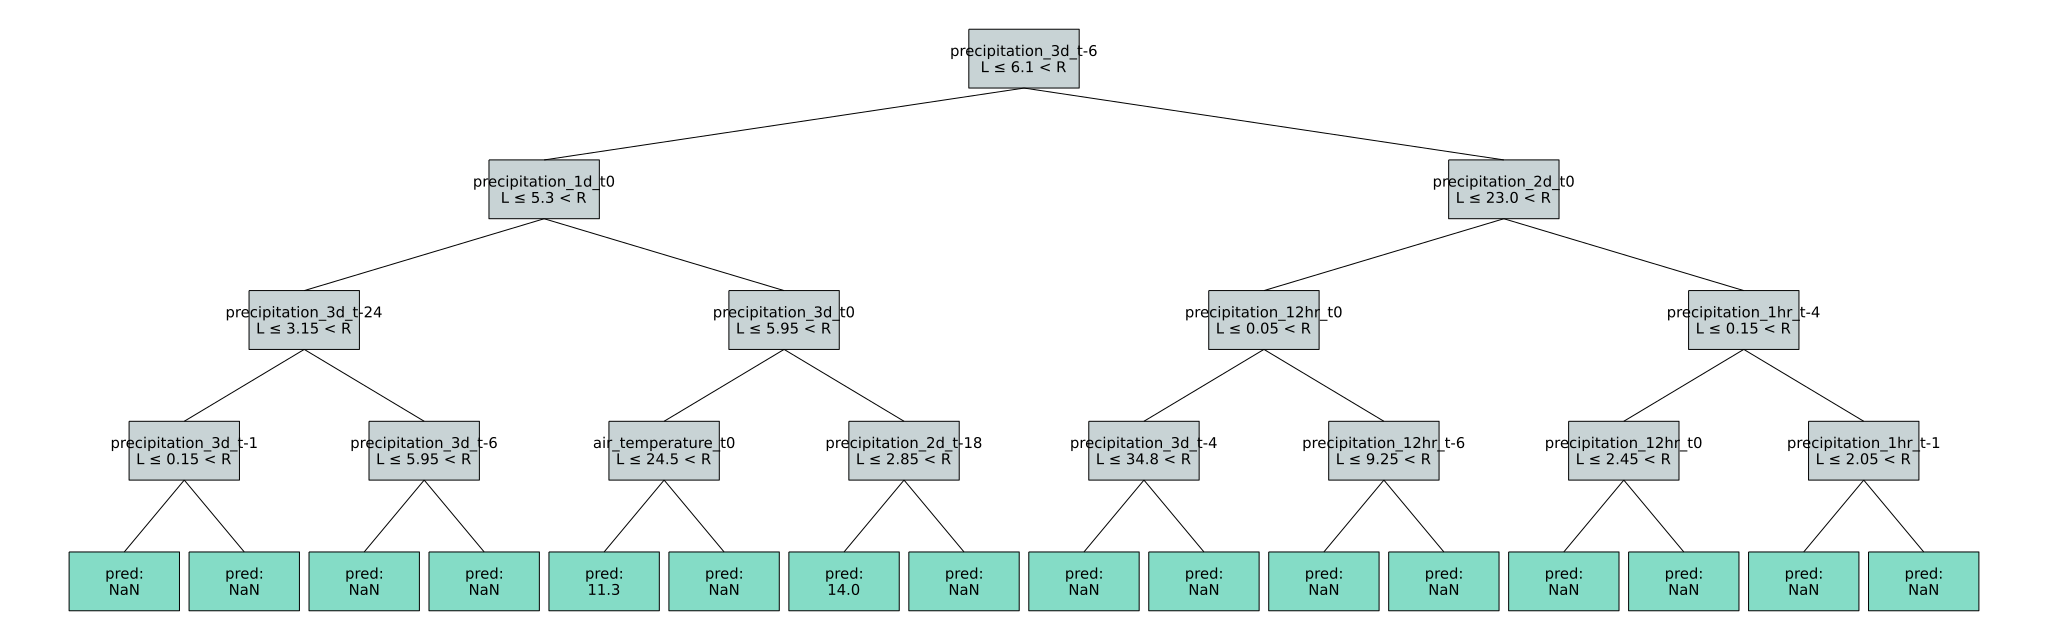 precipitation_3d_t-6
L ≤ 6.1 < R
precipitation_1d_t0
L ≤ 5.3 < R
precipitation_2d_t0
L ≤ 23.0 < R
precipitation_3d_t-24
L ≤ 3.15 < R
precipitation_3d_t0
L ≤ 5.95 < R
precipitation_12hr_t0
L ≤ 0.05 < R
precipitation_1hr_t-4
L ≤ 0.15 < R
precipitation_3d_t-1
L ≤ 0.15 < R
precipitation_3d_t-6
L ≤ 5.95 < R
air_temperature_t0
L ≤ 24.5 < R
precipitation_2d_t-18
L ≤ 2.85 < R
precipitation_3d_t-4
L ≤ 34.8 < R
precipitation_12hr_t-6
L ≤ 9.25 < R
precipitation_12hr_t0
L ≤ 2.45 < R
precipitation_1hr_t-1
L ≤ 2.05 < R
pred:
NaN
pred:
NaN
pred:
NaN
pred:
NaN
pred:
11.3
pred:
NaN
pred:
14.0
pred:
NaN
pred:
NaN
pred:
NaN
pred:
NaN
pred:
NaN
pred:
NaN
pred:
NaN
pred:
NaN
pred:
NaN